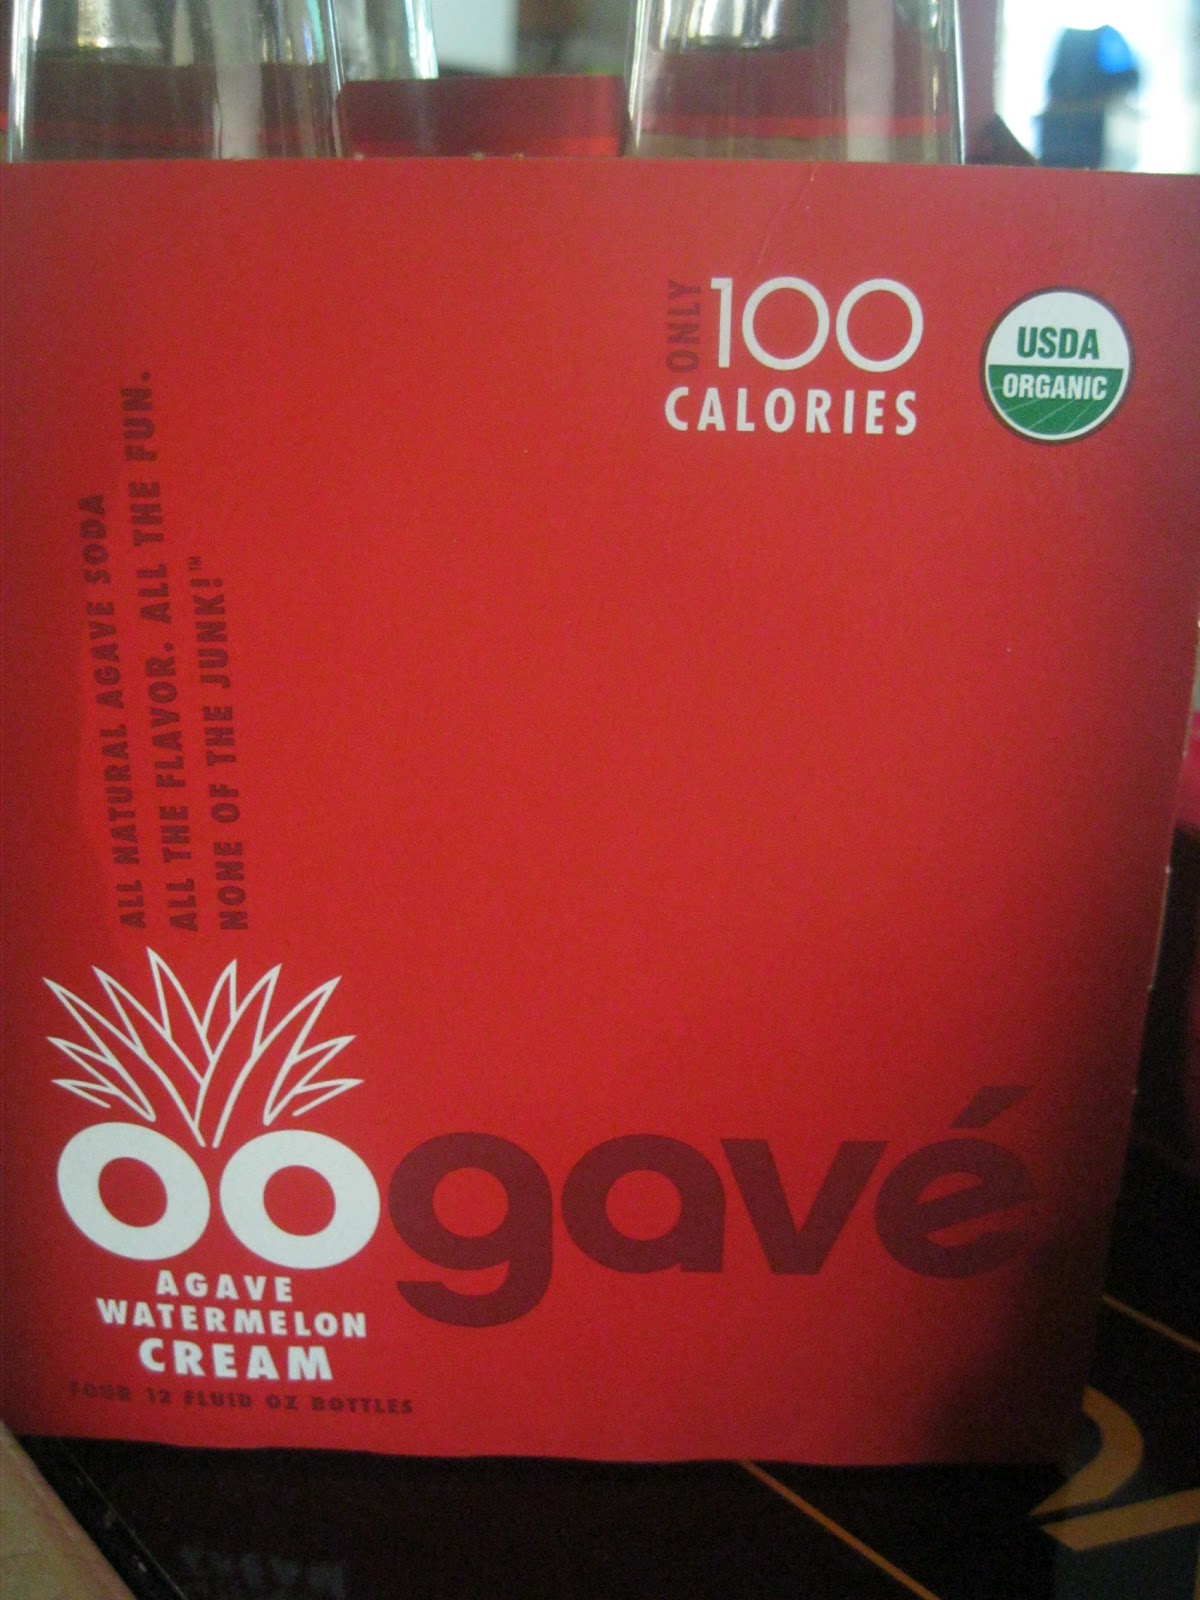 ONLY 100
CALORIES
USDA
ORGANIC
ALL NATURAL AGAVE SODA
ALL THE FLAVOR. ALL THE FUN.
NONE OF THE JUNK!™
oogavé
AGAVE
WATERMELON
CREAM
FOUR 12 FLUID OZ BOTTLES